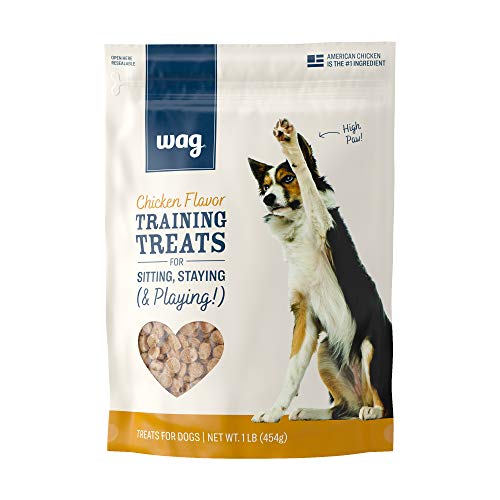 OPEN HERE
RESEALABLE
AMERICAN CHICKEN
IS THE #1 INGREDIENT
wag
High
Paw!
Chicken Flavor
TRAINING
TREATS
FOR
SITTING, STAYING
(& Playing!)
TREATS FOR DOGS | NET WT. 1 LB (454g)